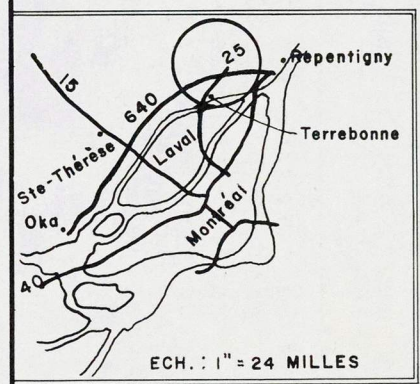 25
Repentigny
15
640
Terrebonne
Ste-Thérèse
Laval
Oka
Montréal
40
ECH. : 1" = 24 MILLES